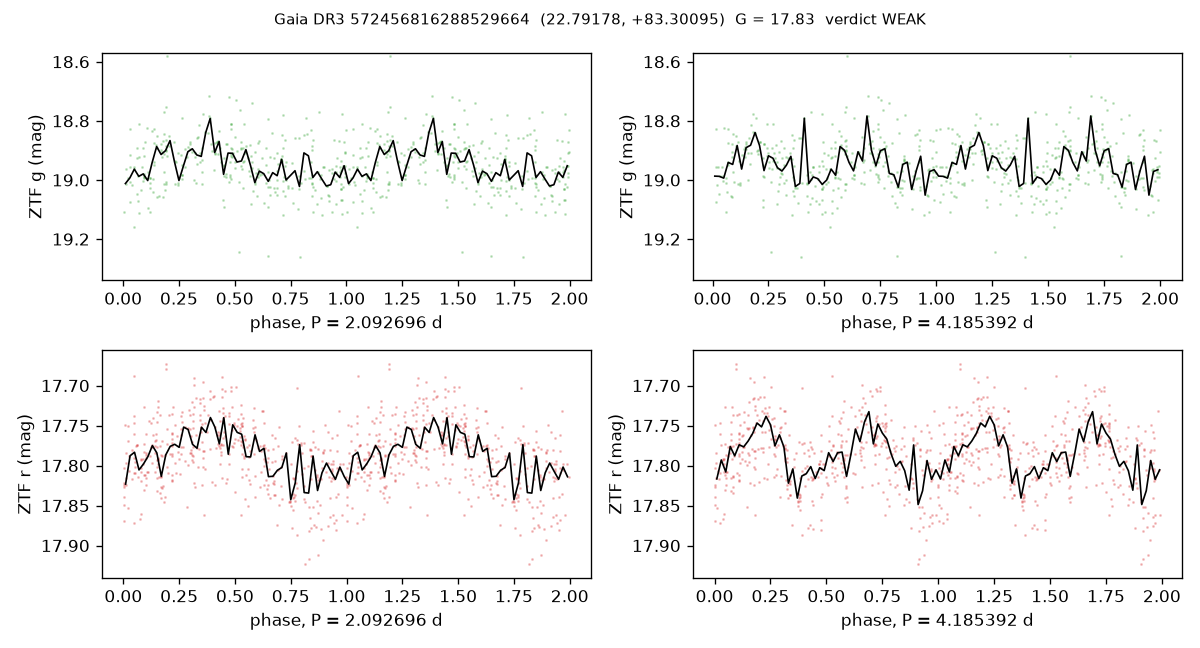 Gaia DR3 572456816288529664  (22.79178, +83.30095)  G = 17.83  verdict WEAK
18.6
18.8
19.0
19.2
ZTF g (mag)
0.00 0.25 0.50 0.75 1.00 1.25 1.50 1.75 2.00
phase, P = 2.092696 d
18.6
18.8
19.0
19.2
ZTF g (mag)
0.00 0.25 0.50 0.75 1.00 1.25 1.50 1.75 2.00
phase, P = 4.185392 d
17.70
17.75
17.80
17.85
17.90
ZTF r (mag)
0.00 0.25 0.50 0.75 1.00 1.25 1.50 1.75 2.00
phase, P = 2.092696 d
17.70
17.75
17.80
17.85
17.90
ZTF r (mag)
0.00 0.25 0.50 0.75 1.00 1.25 1.50 1.75 2.00
phase, P = 4.185392 d